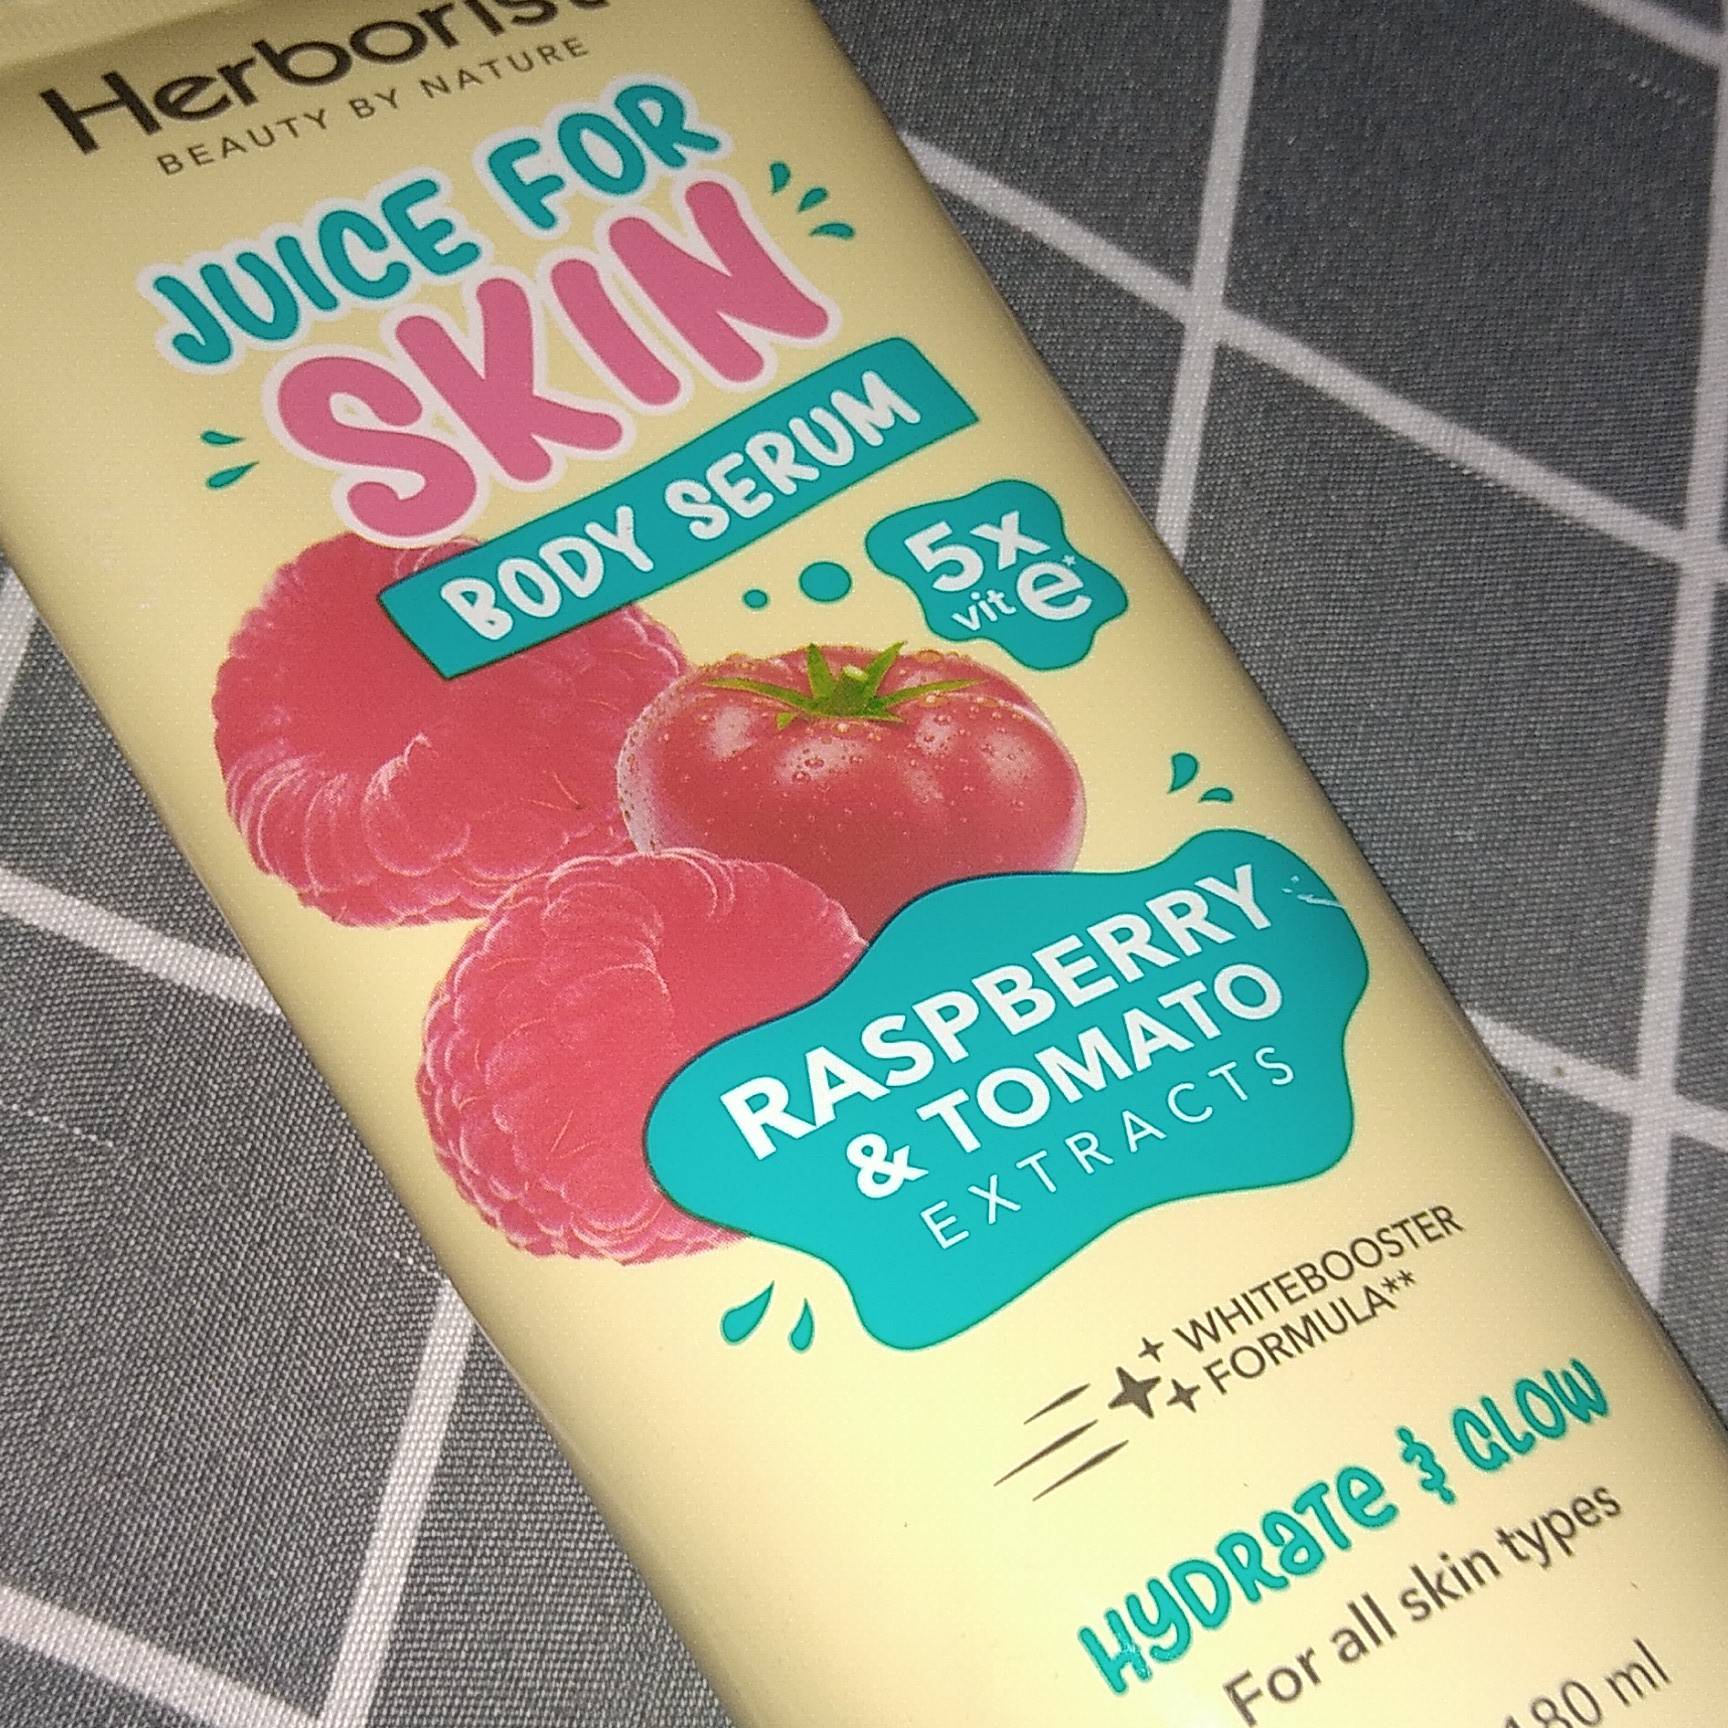 Herborist
BEAUTY BY NATURE
JUICE FOR
SKIN
BODY SERUM
5x
vit e*
RASPBERRY
& TOMATO
EXTRACTS
WHITEBOOSTER
FORMULA**
HYDRATE & GLOW
For all skin types
180 ml